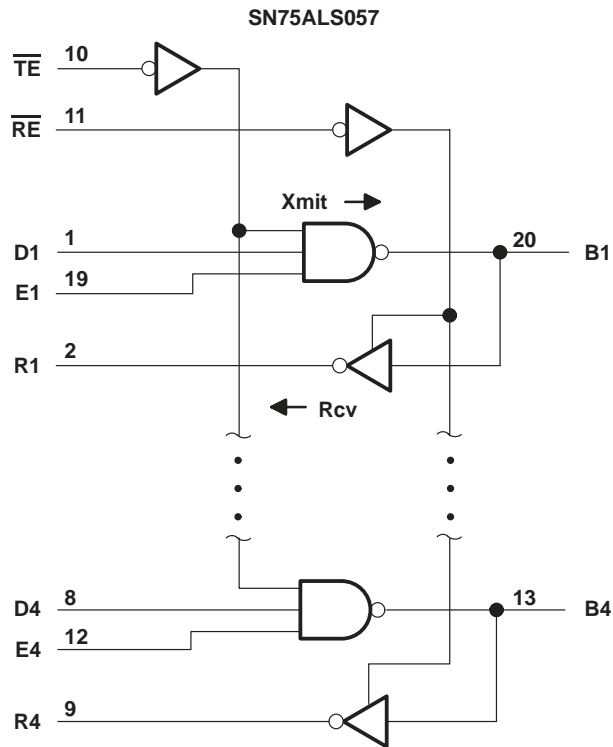 SN75ALS057
TE 10
RE 11
Xmit
D1 1
20 B1
E1 19
R1 2
Rcv
D4 8
13 B4
E4 12
R4 9